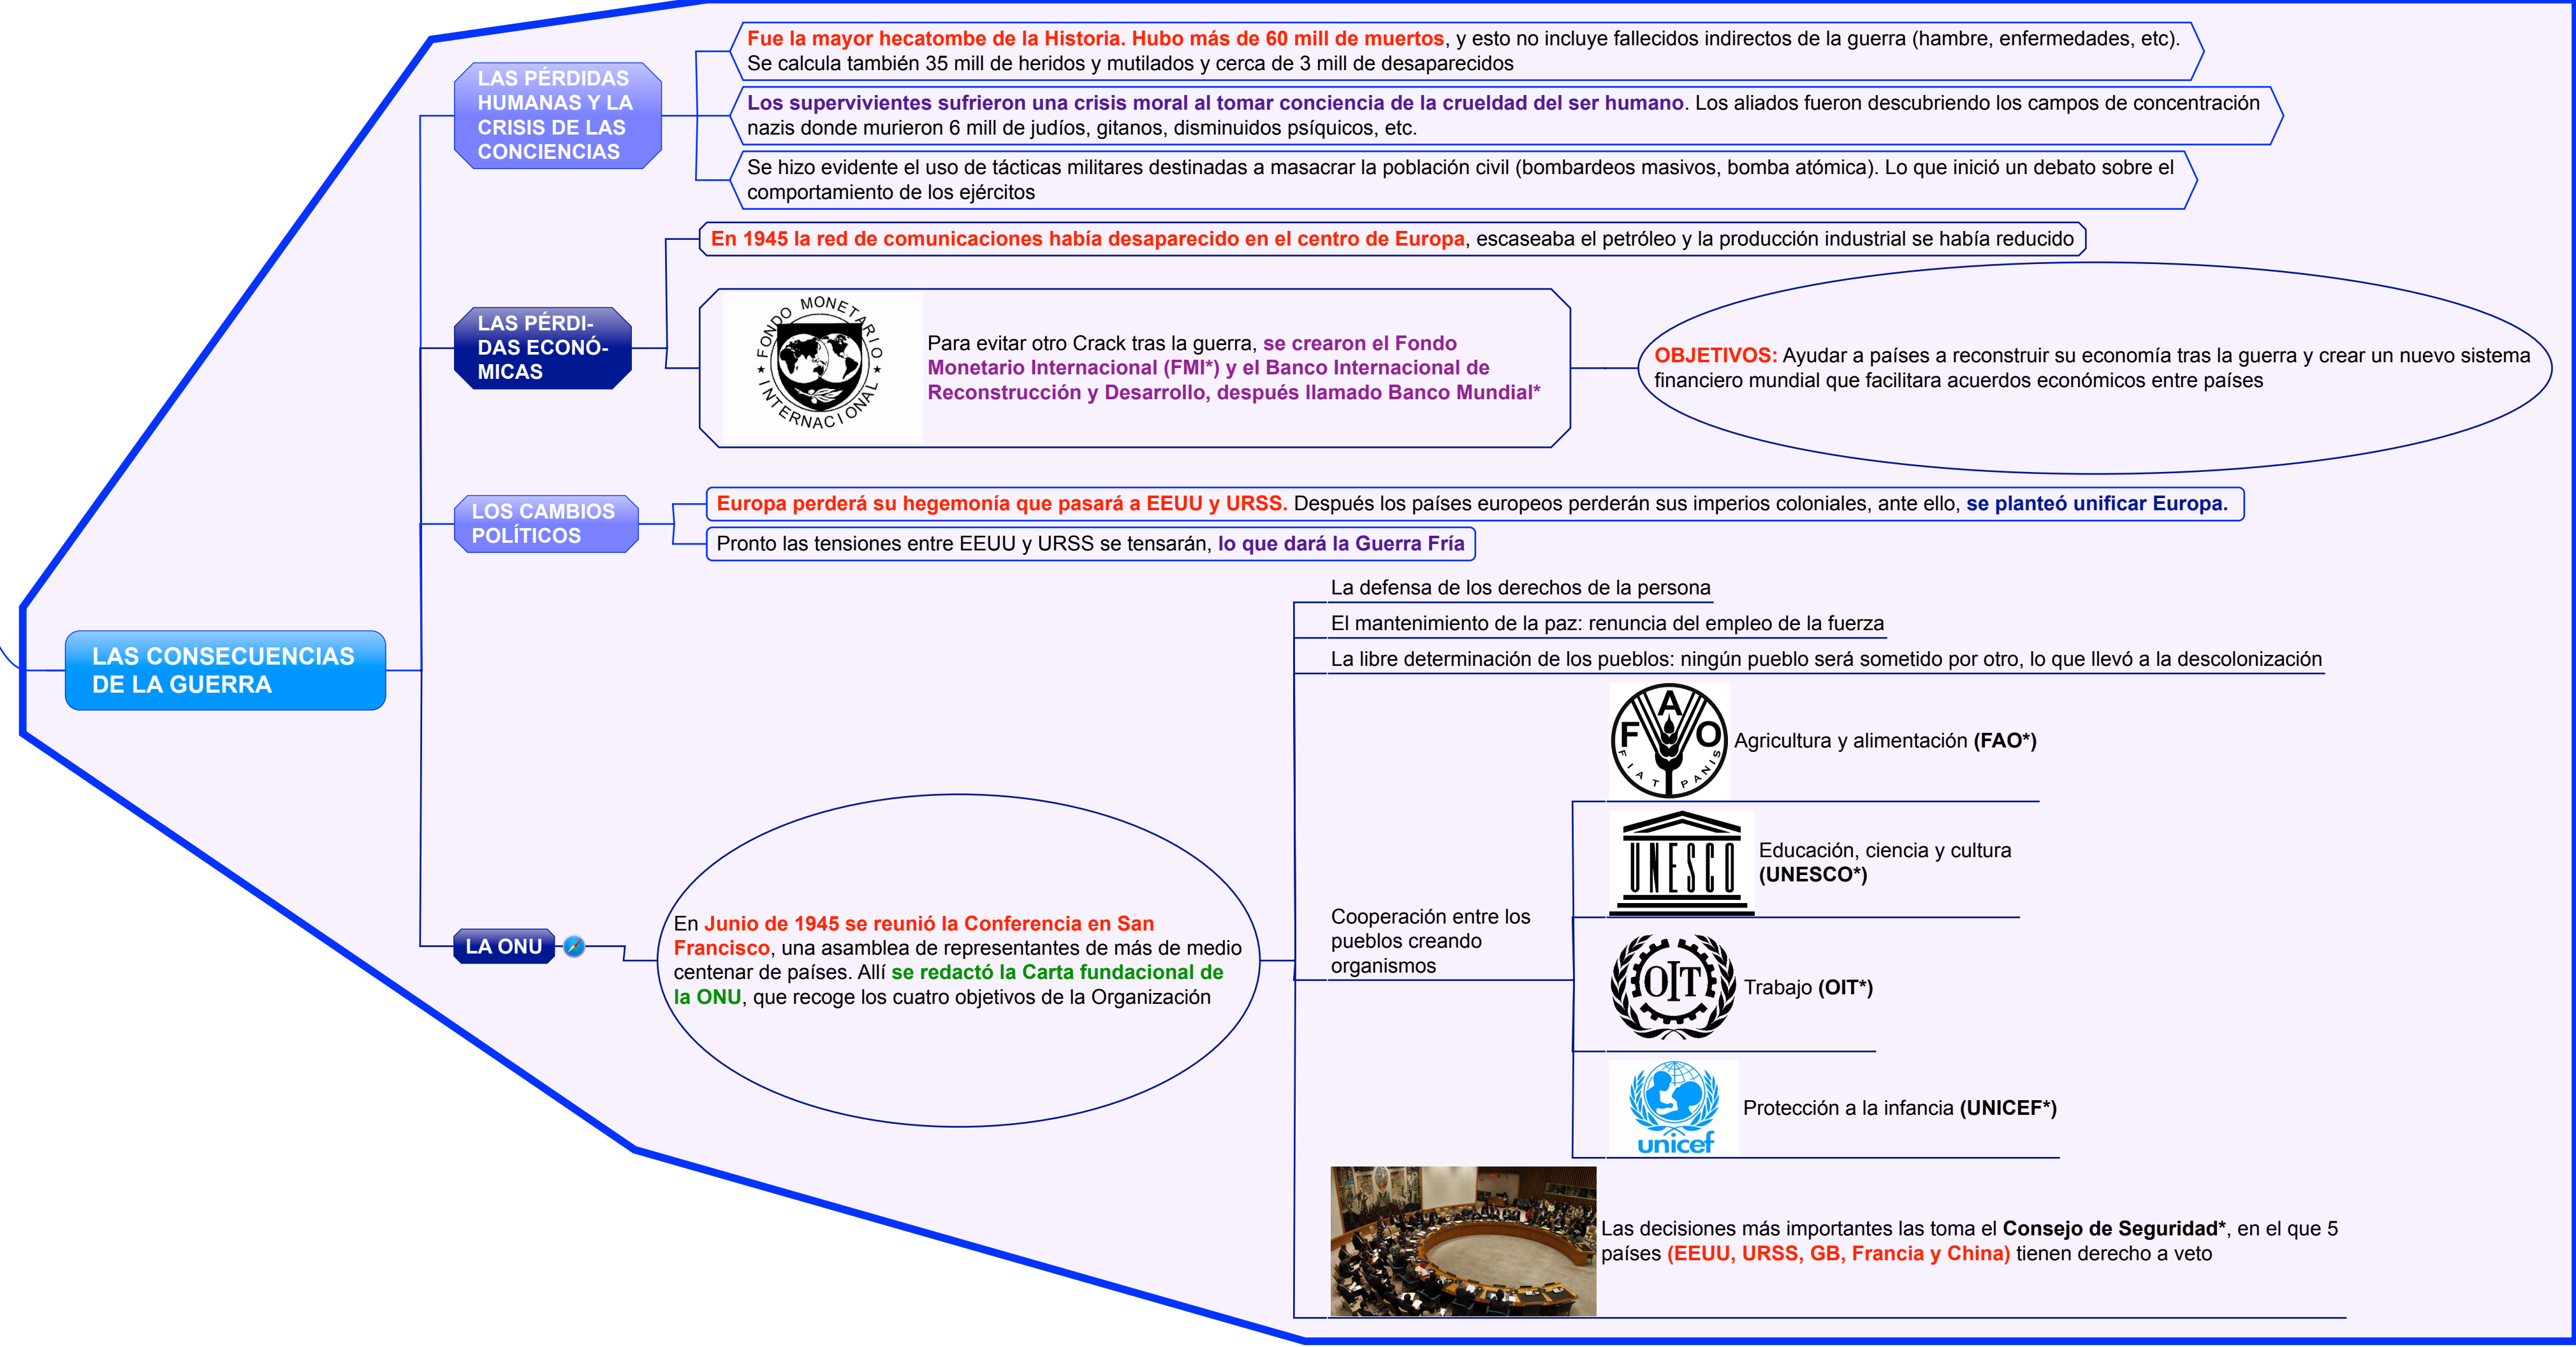 LAS CONSECUENCIAS
DE LA GUERRA
LAS PÉRDIDAS
HUMANAS Y LA
CRISIS DE LAS
CONCIENCIAS
Fue la mayor hecatombe de la Historia. Hubo más de 60 mill de muertos, y esto no incluye fallecidos indirectos de la guerra (hambre, enfermedades, etc).
Se calcula también 35 mill de heridos y mutilados y cerca de 3 mill de desaparecidos
Los supervivientes sufrieron una crisis moral al tomar conciencia de la crueldad del ser humano. Los aliados fueron descubriendo los campos de concentración
nazis donde murieron 6 mill de judíos, gitanos, disminuidos psíquicos, etc.
Se hizo evidente el uso de tácticas militares destinadas a masacrar la población civil (bombardeos masivos, bomba atómica). Lo que inició un debate sobre el
comportamiento de los ejércitos
LAS PÉRDI-
DAS ECONÓ-
MICAS
En 1945 la red de comunicaciones había desaparecido en el centro de Europa, escaseaba el petróleo y la producción industrial se había reducido
FONDO MONETARIO
★ INTERNACIONAL ★
Para evitar otro Crack tras la guerra, se crearon el Fondo
Monetario Internacional (FMI*) y el Banco Internacional de
Reconstrucción y Desarrollo, después llamado Banco Mundial*
OBJETIVOS: Ayudar a países a reconstruir su economía tras la guerra y crear un nuevo sistema
financiero mundial que facilitara acuerdos económicos entre países
LOS CAMBIOS
POLÍTICOS
Europa perderá su hegemonía que pasará a EEUU y URSS. Después los países europeos perderán sus imperios coloniales, ante ello, se planteó unificar Europa.
Pronto las tensiones entre EEUU y URSS se tensarán, lo que dará la Guerra Fría
LA ONU
En Junio de 1945 se reunió la Conferencia en San
Francisco, una asamblea de representantes de más de medio
centenar de países. Allí se redactó la Carta fundacional de
la ONU, que recoge los cuatro objetivos de la Organización
La defensa de los derechos de la persona
El mantenimiento de la paz: renuncia del empleo de la fuerza
La libre determinación de los pueblos: ningún pueblo será sometido por otro, lo que llevó a la descolonización
Cooperación entre los
pueblos creando
organismos
FAO
FIAT PANIS
Agricultura y alimentación (FAO*)
UNESCO
Educación, ciencia y cultura
(UNESCO*)
OIT
Trabajo (OIT*)
unicef
Protección a la infancia (UNICEF*)
Las decisiones más importantes las toma el Consejo de Seguridad*, en el que 5
países (EEUU, URSS, GB, Francia y China) tienen derecho a veto